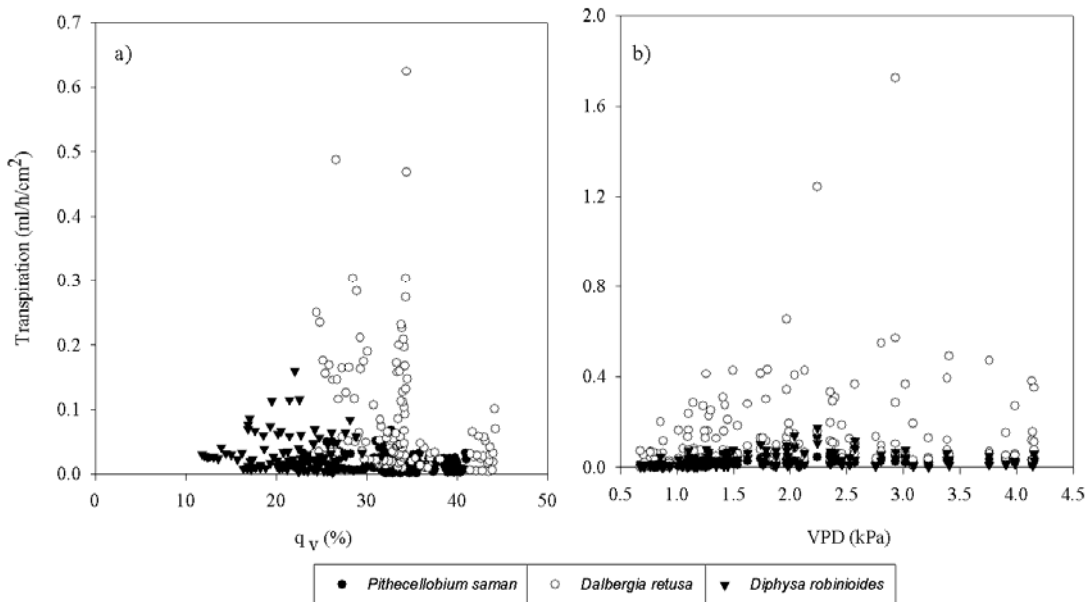 a)
0.7
0.6
0.5
0.4
0.3
0.2
0.1
0.0
Transpiration (ml/h/cm²)
0 10 20 30 40 50
q v (%)
b)
2.0
1.6
1.2
0.8
0.4
0.0
0.5 1.0 1.5 2.0 2.5 3.0 3.5 4.0 4.5
VPD (kPa)
Pithecellobium saman Dalbergia retusa Diphysa robinioides